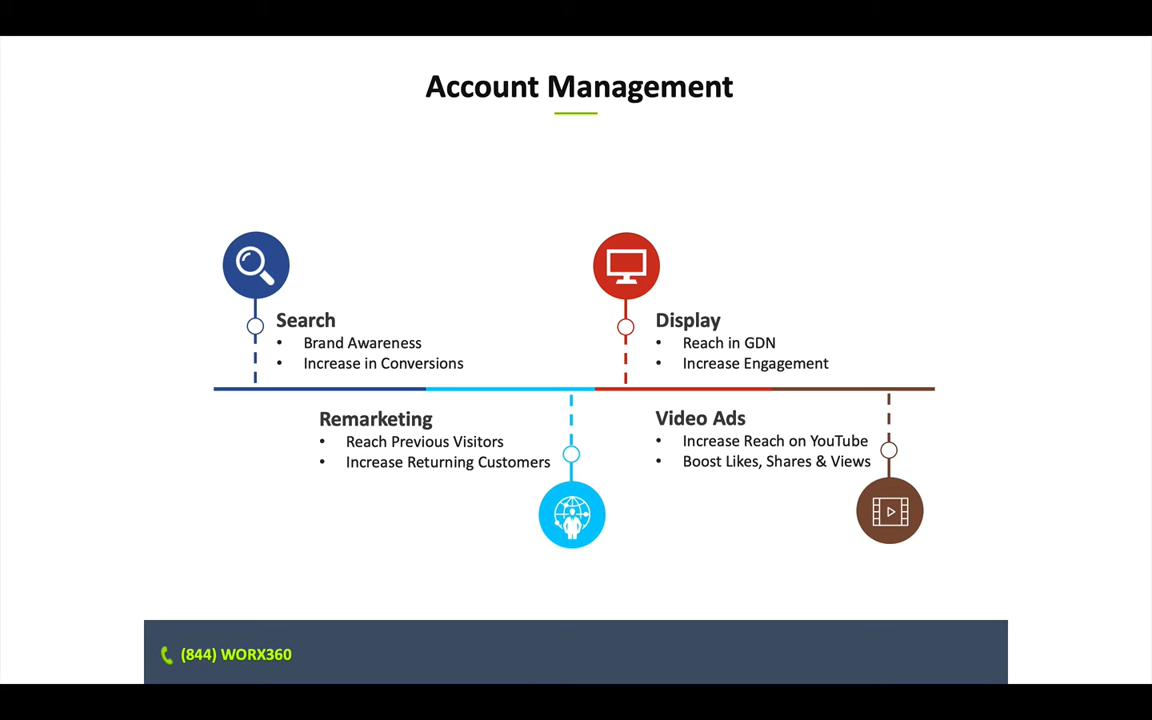 Account Management
Search
• Brand Awareness
• Increase in Conversions
Display
• Reach in GDN
• Increase Engagement
Remarketing
• Reach Previous Visitors
• Increase Returning Customers
Video Ads
• Increase Reach on YouTube
• Boost Likes, Shares & Views
(844) WORX360